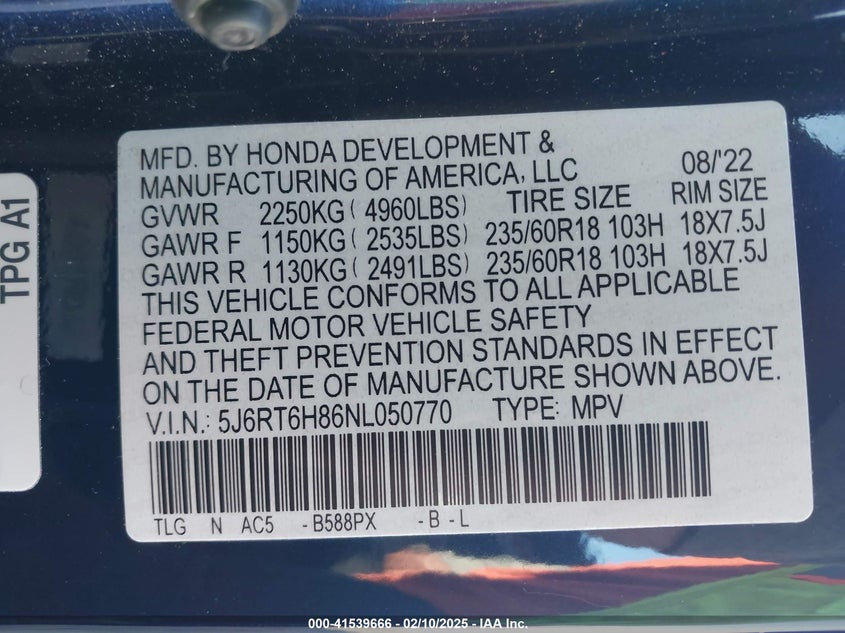 TPG A1
MFD. BY HONDA DEVELOPMENT &
MANUFACTURING OF AMERICA, LLC 08/'22
GVWR 2250KG ( 4960LBS) TIRE SIZE RIM SIZE
GAWR F 1150KG ( 2535LBS) 235/60R18 103H 18X7.5J
GAWR R 1130KG ( 2491LBS) 235/60R18 103H 18X7.5J
THIS VEHICLE CONFORMS TO ALL APPLICABLE
FEDERAL MOTOR VEHICLE SAFETY
AND THEFT PREVENTION STANDARDS IN EFFECT
ON THE DATE OF MANUFACTURE SHOWN ABOVE.
V.I.N.: 5J6RT6H86NL050770 TYPE: MPV
TLG N AC5 -B588PX -B -L
000-41539666 - 02/10/2025 - IAA Inc.